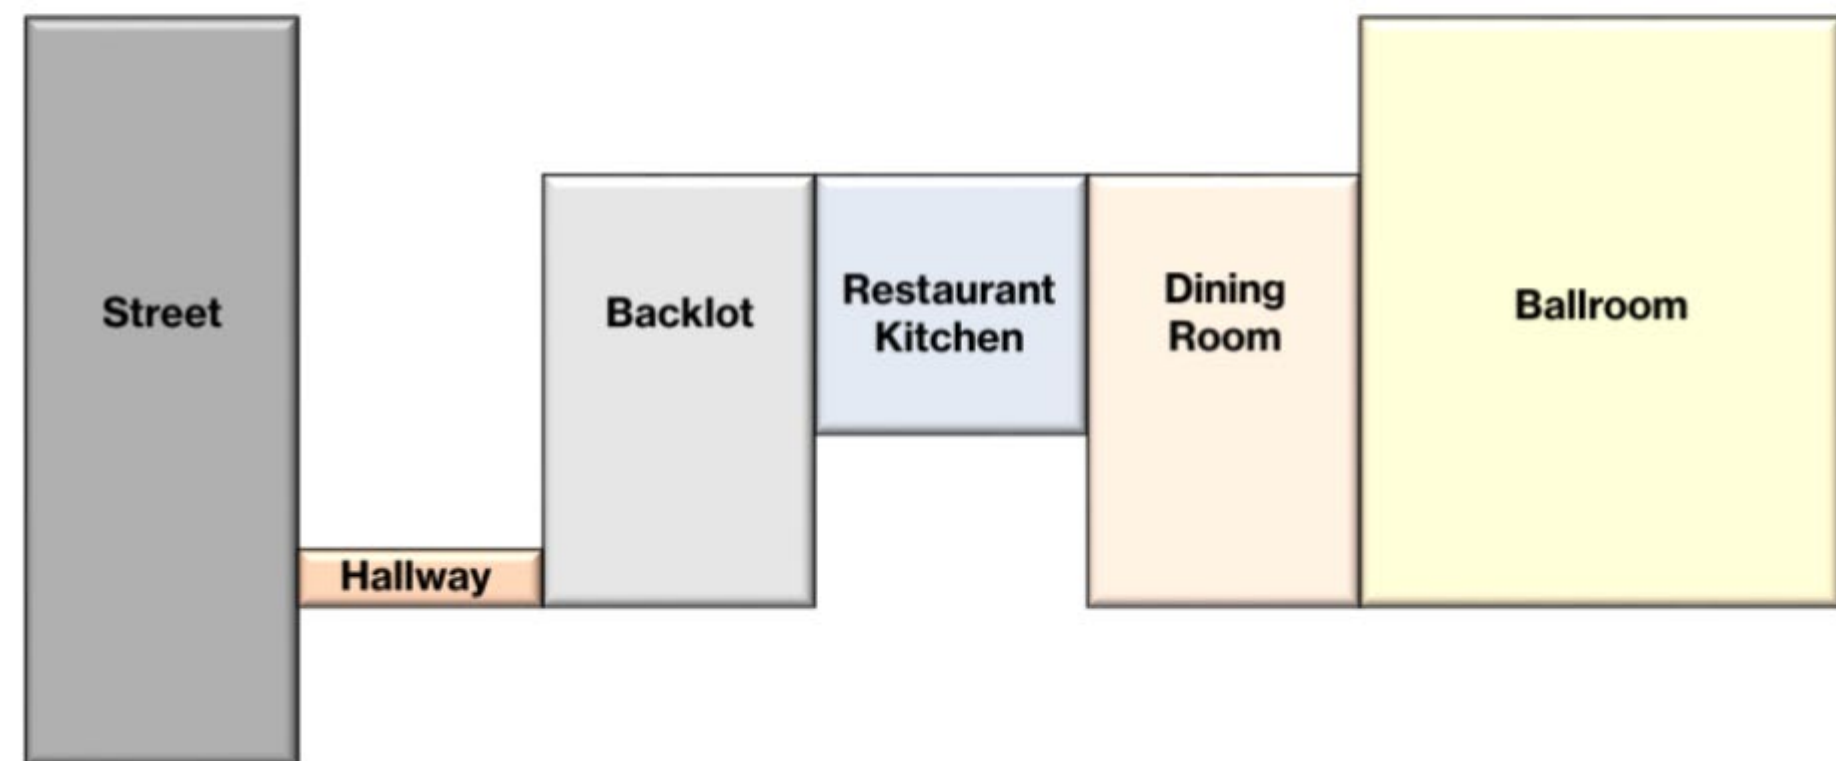 Street
Hallway
Backlot
Restaurant
Kitchen
Dining
Room
Ballroom